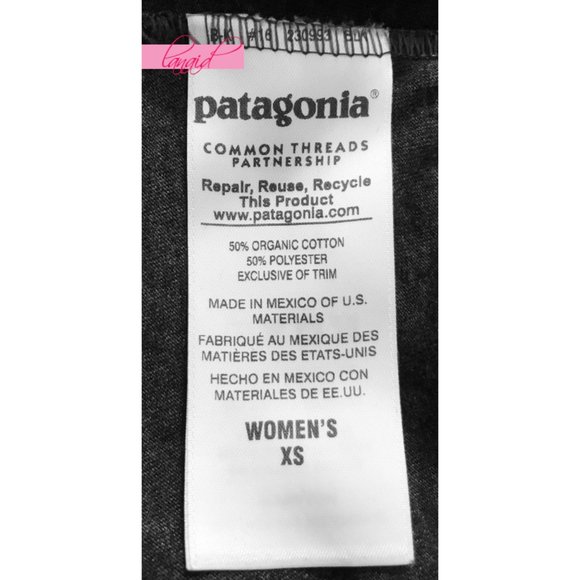 lanaid
B-K #16 230993
patagonia®
COMMON THREADS
PARTNERSHIP
Repair, Reuse, Recycle
This Product
www.patagonia.com
50% ORGANIC COTTON
50% POLYESTER
EXCLUSIVE OF TRIM
MADE IN MEXICO OF U.S.
MATERIALS
FABRIQUÉ AU MEXIQUE DES
MATIÈRES DES ETATS-UNIS
HECHO EN MEXICO CON
MATERIALES DE EE.UU.
WOMEN'S
XS